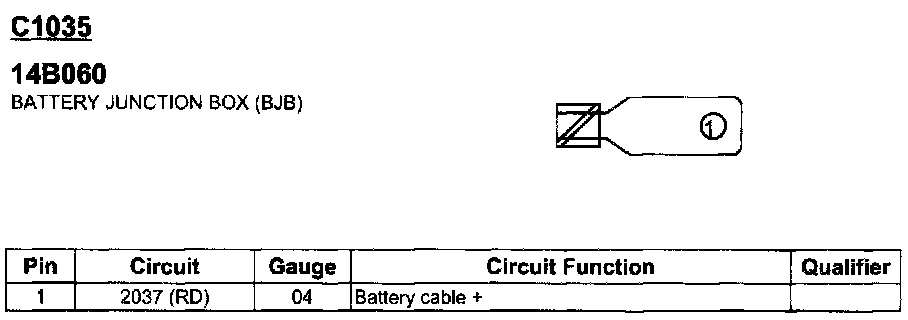 C1035
14B060
BATTERY JUNCTION BOX (BJB)
1
Pin Circuit Gauge Circuit Function Qualifier
1 2037 (RD) 04 Battery cable +